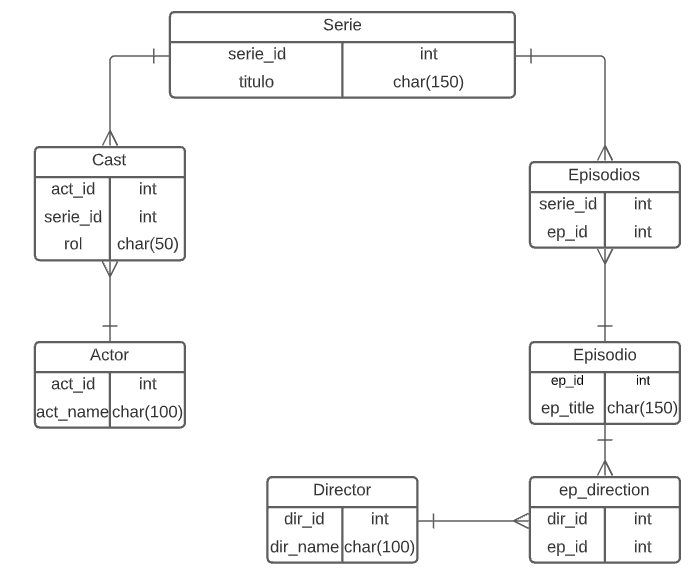 Serie
serie_id int
titulo char(150)
Cast
act_id int
serie_id int
rol char(50)
Episodios
serie_id int
ep_id int
Actor
act_id int
act_name char(100)
Episodio
ep_id int
ep_title char(150)
Director
dir_id int
dir_name char(100)
ep_direction
dir_id int
ep_id int